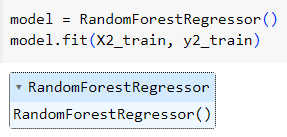 model = RandomForestRegressor()
model.fit(X2_train, y2_train)
▾ RandomForestRegressor
RandomForestRegressor()